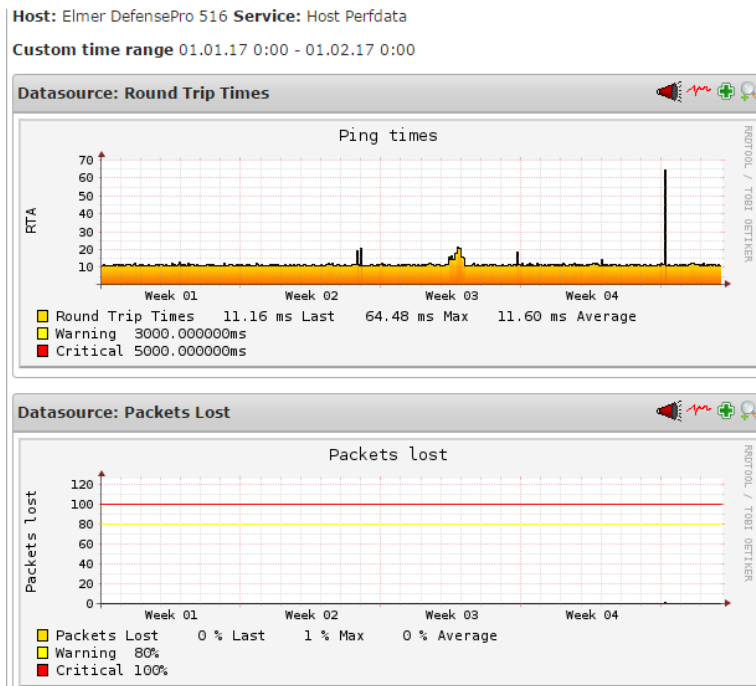 Host: Elmer DefensePro 516 Service: Host Perfdata
Custom time range 01.01.17 0:00 - 01.02.17 0:00
Datasource: Round Trip Times
Ping times
RRDTOOL / TOBI OETIKER
RTA
70
60
50
40
30
20
10
Week 01 Week 02 Week 03 Week 04
Round Trip Times 11.16 ms Last 64.48 ms Max 11.60 ms Average
Warning 3000.000000ms
Critical 5000.000000ms
Datasource: Packets Lost
Packets lost
RRDTOOL / TOBI OETIKER
Packets lost
120
100
80
60
40
20
0
Week 01 Week 02 Week 03 Week 04
Packets Lost 0 % Last 1 % Max 0 % Average
Warning 80%
Critical 100%